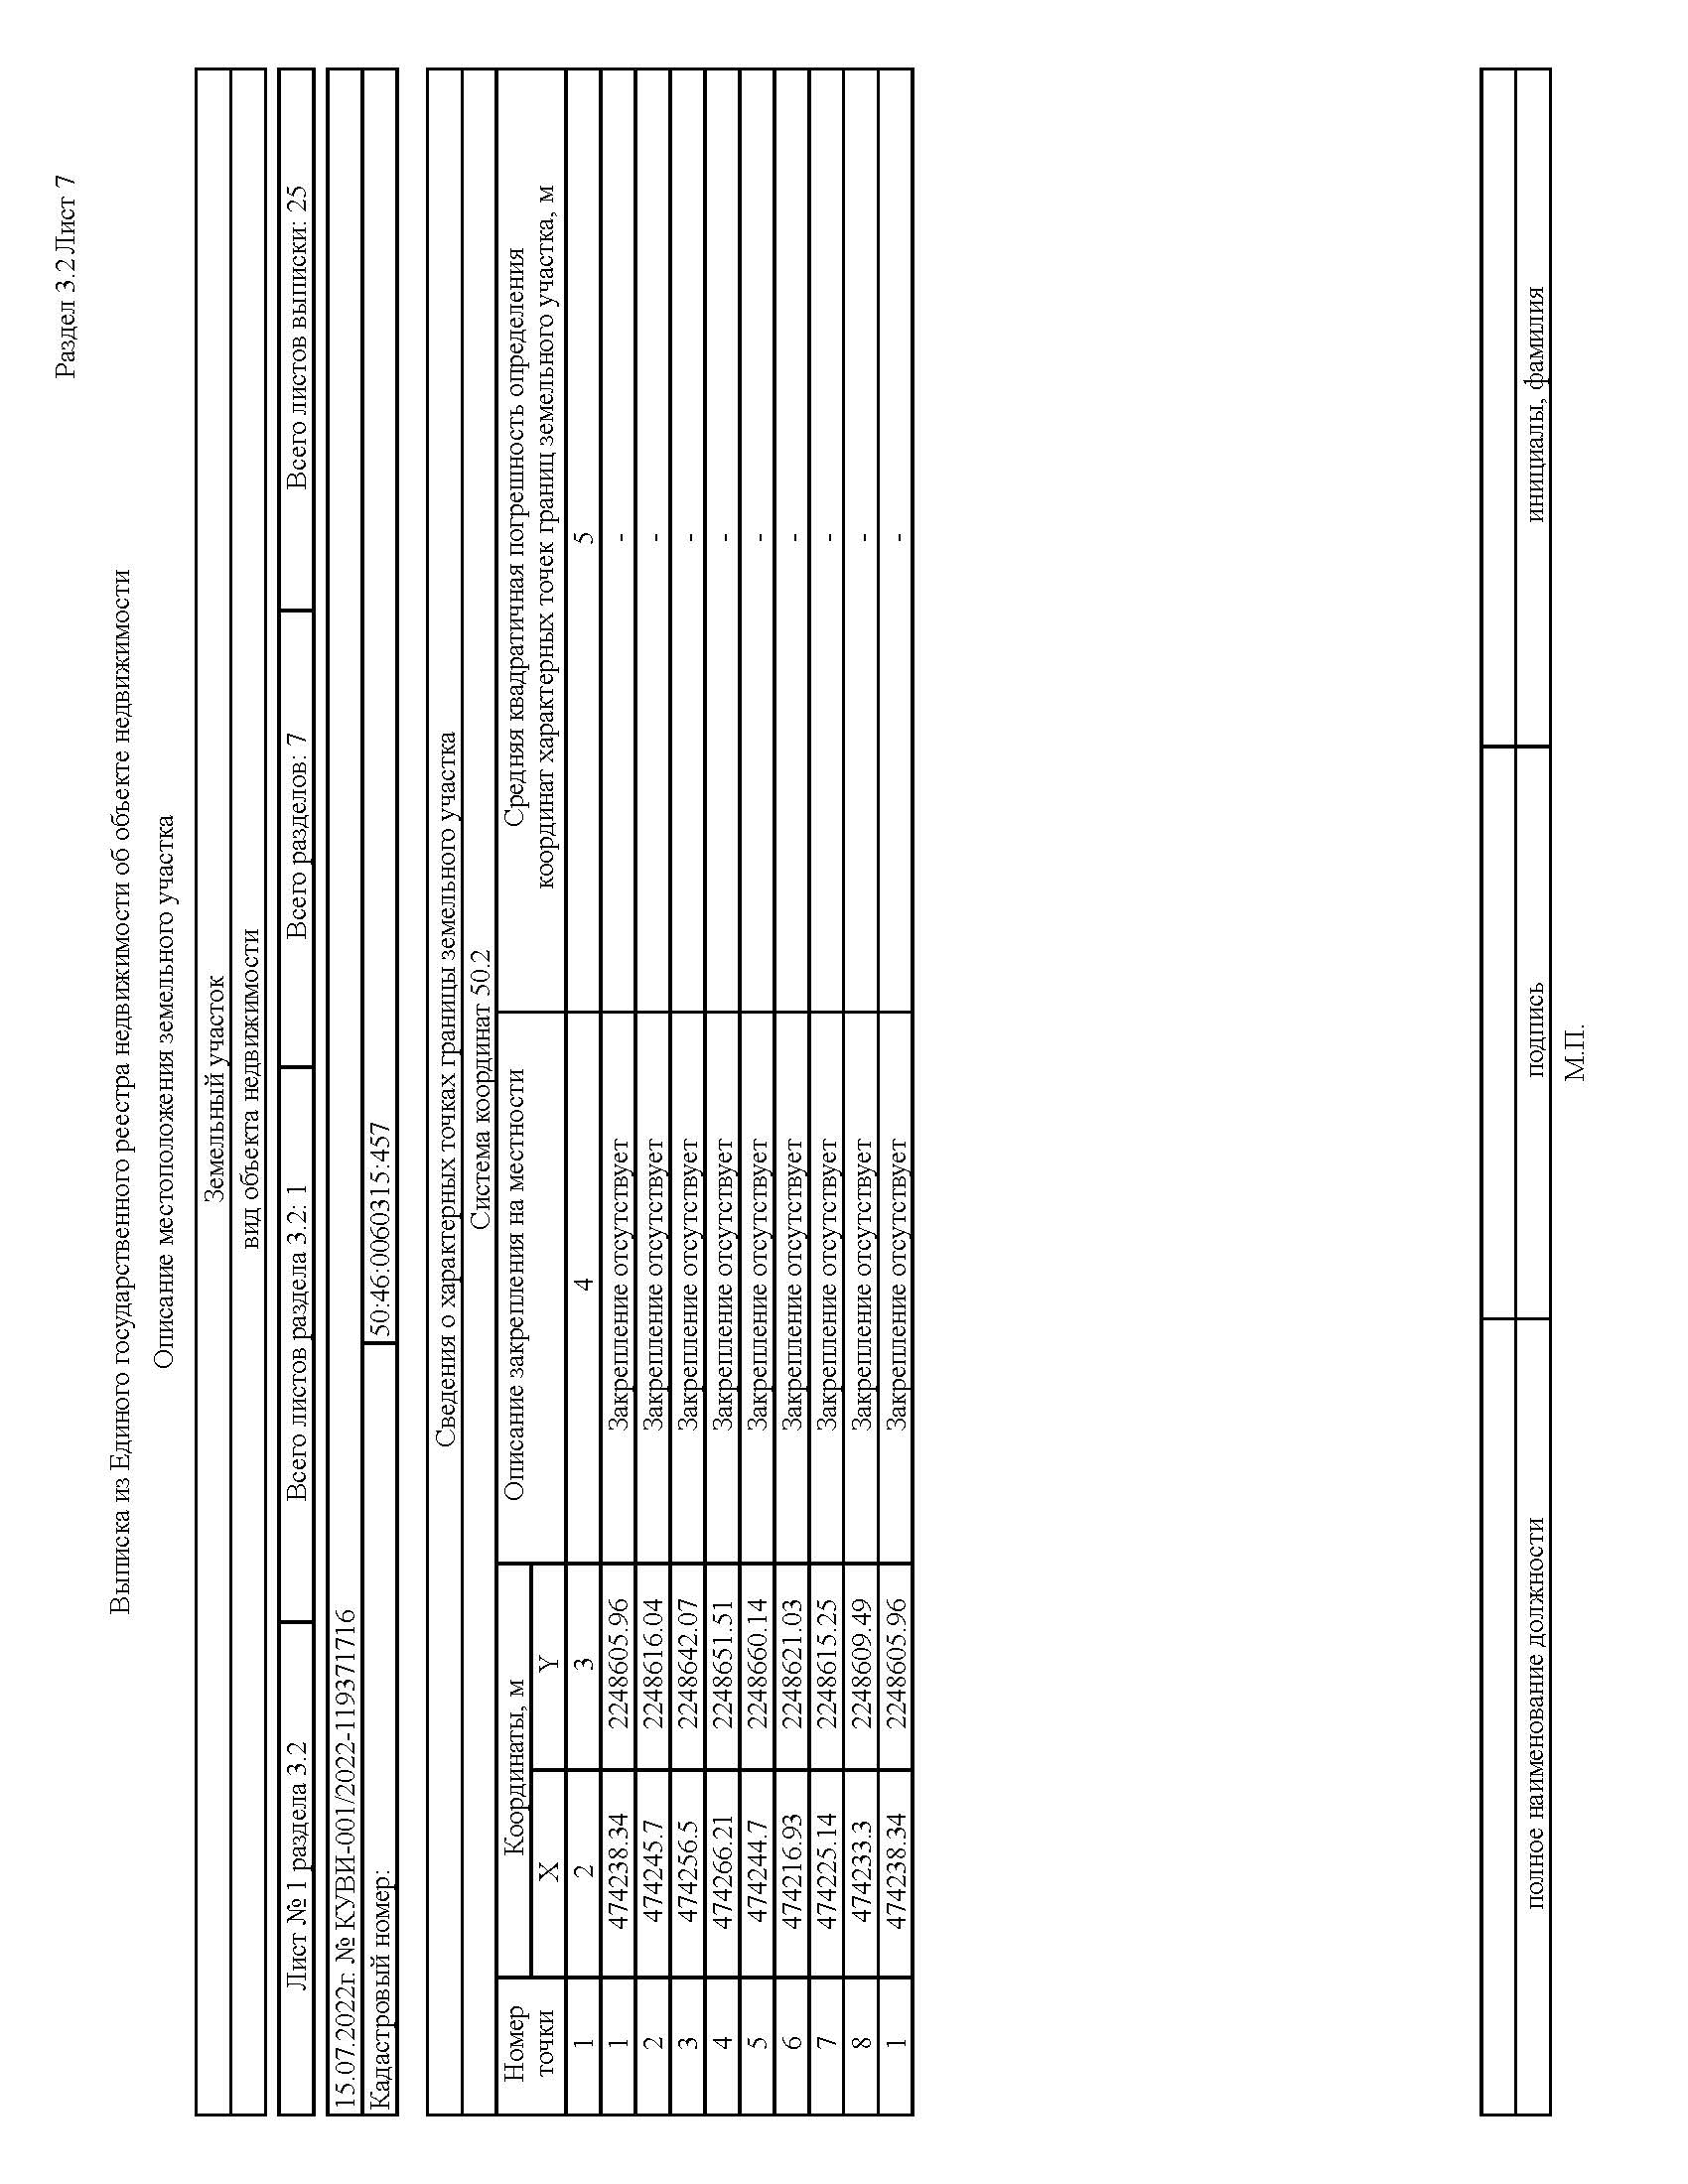 Раздел 3.2 Лист 7
Выписка из Единого государственного реестра недвижимости об объекте недвижимости
Описание местоположения земельного участка
Земельный участок
вид объекта недвижимости
Лист № 1 раздела 3.2 Всего листов раздела 3.2: 1 Всего разделов: 7 Всего листов выписки: 25
15.07.2022г. № КУВИ-001/2022-119371716
Кадастровый номер: 50:46:0060315:457
Сведения о характерных точках границы земельного участка
Система координат 50.2
Номер точки Координаты, м Описание закрепления на местности Средняя квадратичная погрешность определения
координат характерных точек границ земельного участка, м
X Y
1 2 3 4 5
1 474238.34 2248605.96 Закрепление отсутствует -
2 474245.7 2248616.04 Закрепление отсутствует -
3 474256.5 2248642.07 Закрепление отсутствует -
4 474266.21 2248651.51 Закрепление отсутствует -
5 474244.7 2248660.14 Закрепление отсутствует -
6 474216.93 2248621.03 Закрепление отсутствует -
7 474225.14 2248615.25 Закрепление отсутствует -
8 474233.3 2248609.49 Закрепление отсутствует -
1 474238.34 2248605.96 Закрепление отсутствует -
полное наименование должности подпись инициалы, фамилия
М.П.